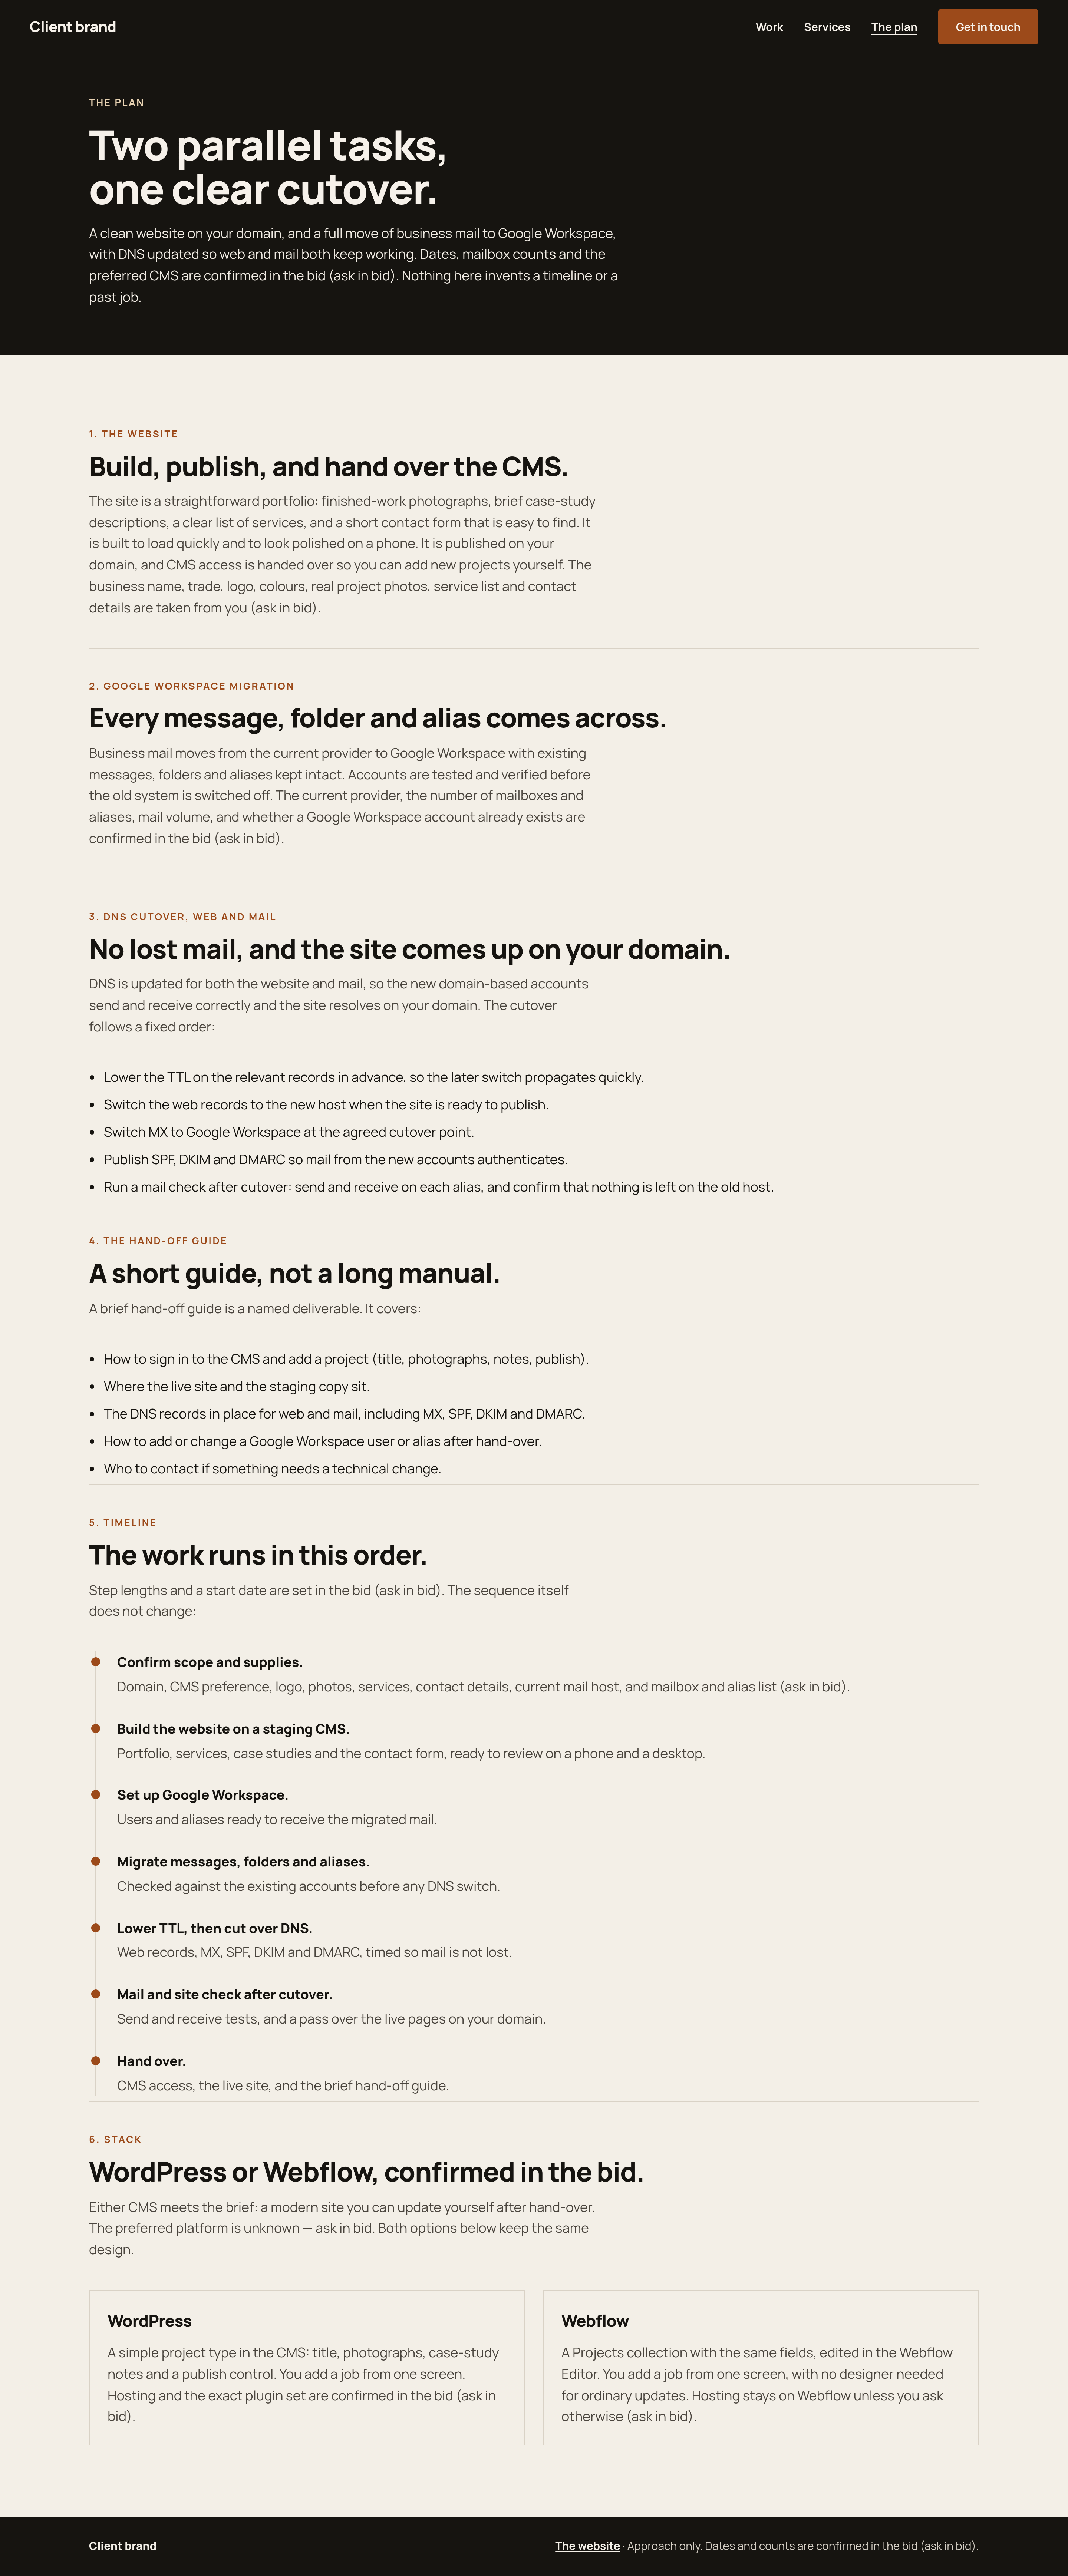 Client brand
Work Services The plan Get in touch
THE PLAN
Two parallel tasks,
one clear cutover.
A clean website on your domain, and a full move of business mail to Google Workspace,
with DNS updated so web and mail both keep working. Dates, mailbox counts and the
preferred CMS are confirmed in the bid (ask in bid). Nothing here invents a timeline or a
past job.
1. THE WEBSITE
Build, publish, and hand over the CMS.
The site is a straightforward portfolio: finished-work photographs, brief case-study
descriptions, a clear list of services, and a short contact form that is easy to find. It
is built to load quickly and to look polished on a phone. It is published on your
domain, and CMS access is handed over so you can add new projects yourself. The
business name, trade, logo, colours, real project photos, service list and contact
details are taken from you (ask in bid).
2. GOOGLE WORKSPACE MIGRATION
Every message, folder and alias comes across.
Business mail moves from the current provider to Google Workspace with existing
messages, folders and aliases kept intact. Accounts are tested and verified before
the old system is switched off. The current provider, the number of mailboxes and
aliases, mail volume, and whether a Google Workspace account already exists are
confirmed in the bid (ask in bid).
3. DNS CUTOVER, WEB AND MAIL
No lost mail, and the site comes up on your domain.
DNS is updated for both the website and mail, so the new domain-based accounts
send and receive correctly and the site resolves on your domain. The cutover
follows a fixed order:
• Lower the TTL on the relevant records in advance, so the later switch propagates quickly.
• Switch the web records to the new host when the site is ready to publish.
• Switch MX to Google Workspace at the agreed cutover point.
• Publish SPF, DKIM and DMARC so mail from the new accounts authenticates.
• Run a mail check after cutover: send and receive on each alias, and confirm that nothing is left on the old host.
4. THE HAND-OFF GUIDE
A short guide, not a long manual.
A brief hand-off guide is a named deliverable. It covers:
• How to sign in to the CMS and add a project (title, photographs, notes, publish).
• Where the live site and the staging copy sit.
• The DNS records in place for web and mail, including MX, SPF, DKIM and DMARC.
• How to add or change a Google Workspace user or alias after hand-over.
• Who to contact if something needs a technical change.
5. TIMELINE
The work runs in this order.
Step lengths and a start date are set in the bid (ask in bid). The sequence itself
does not change:
Confirm scope and supplies.
Domain, CMS preference, logo, photos, services, contact details, current mail host, and mailbox and alias list (ask in bid).
Build the website on a staging CMS.
Portfolio, services, case studies and the contact form, ready to review on a phone and a desktop.
Set up Google Workspace.
Users and aliases ready to receive the migrated mail.
Migrate messages, folders and aliases.
Checked against the existing accounts before any DNS switch.
Lower TTL, then cut over DNS.
Web records, MX, SPF, DKIM and DMARC, timed so mail is not lost.
Mail and site check after cutover.
Send and receive tests, and a pass over the live pages on your domain.
Hand over.
CMS access, the live site, and the brief hand-off guide.
6. STACK
WordPress or Webflow, confirmed in the bid.
Either CMS meets the brief: a modern site you can update yourself after hand-over.
The preferred platform is unknown — ask in bid. Both options below keep the same
design.
WordPress
A simple project type in the CMS: title, photographs, case-study
notes and a publish control. You add a job from one screen.
Hosting and the exact plugin set are confirmed in the bid (ask in
bid).
Webflow
A Projects collection with the same fields, edited in the Webflow
Editor. You add a job from one screen, with no designer needed
for ordinary updates. Hosting stays on Webflow unless you ask
otherwise (ask in bid).
Client brand
The website · Approach only. Dates and counts are confirmed in the bid (ask in bid).